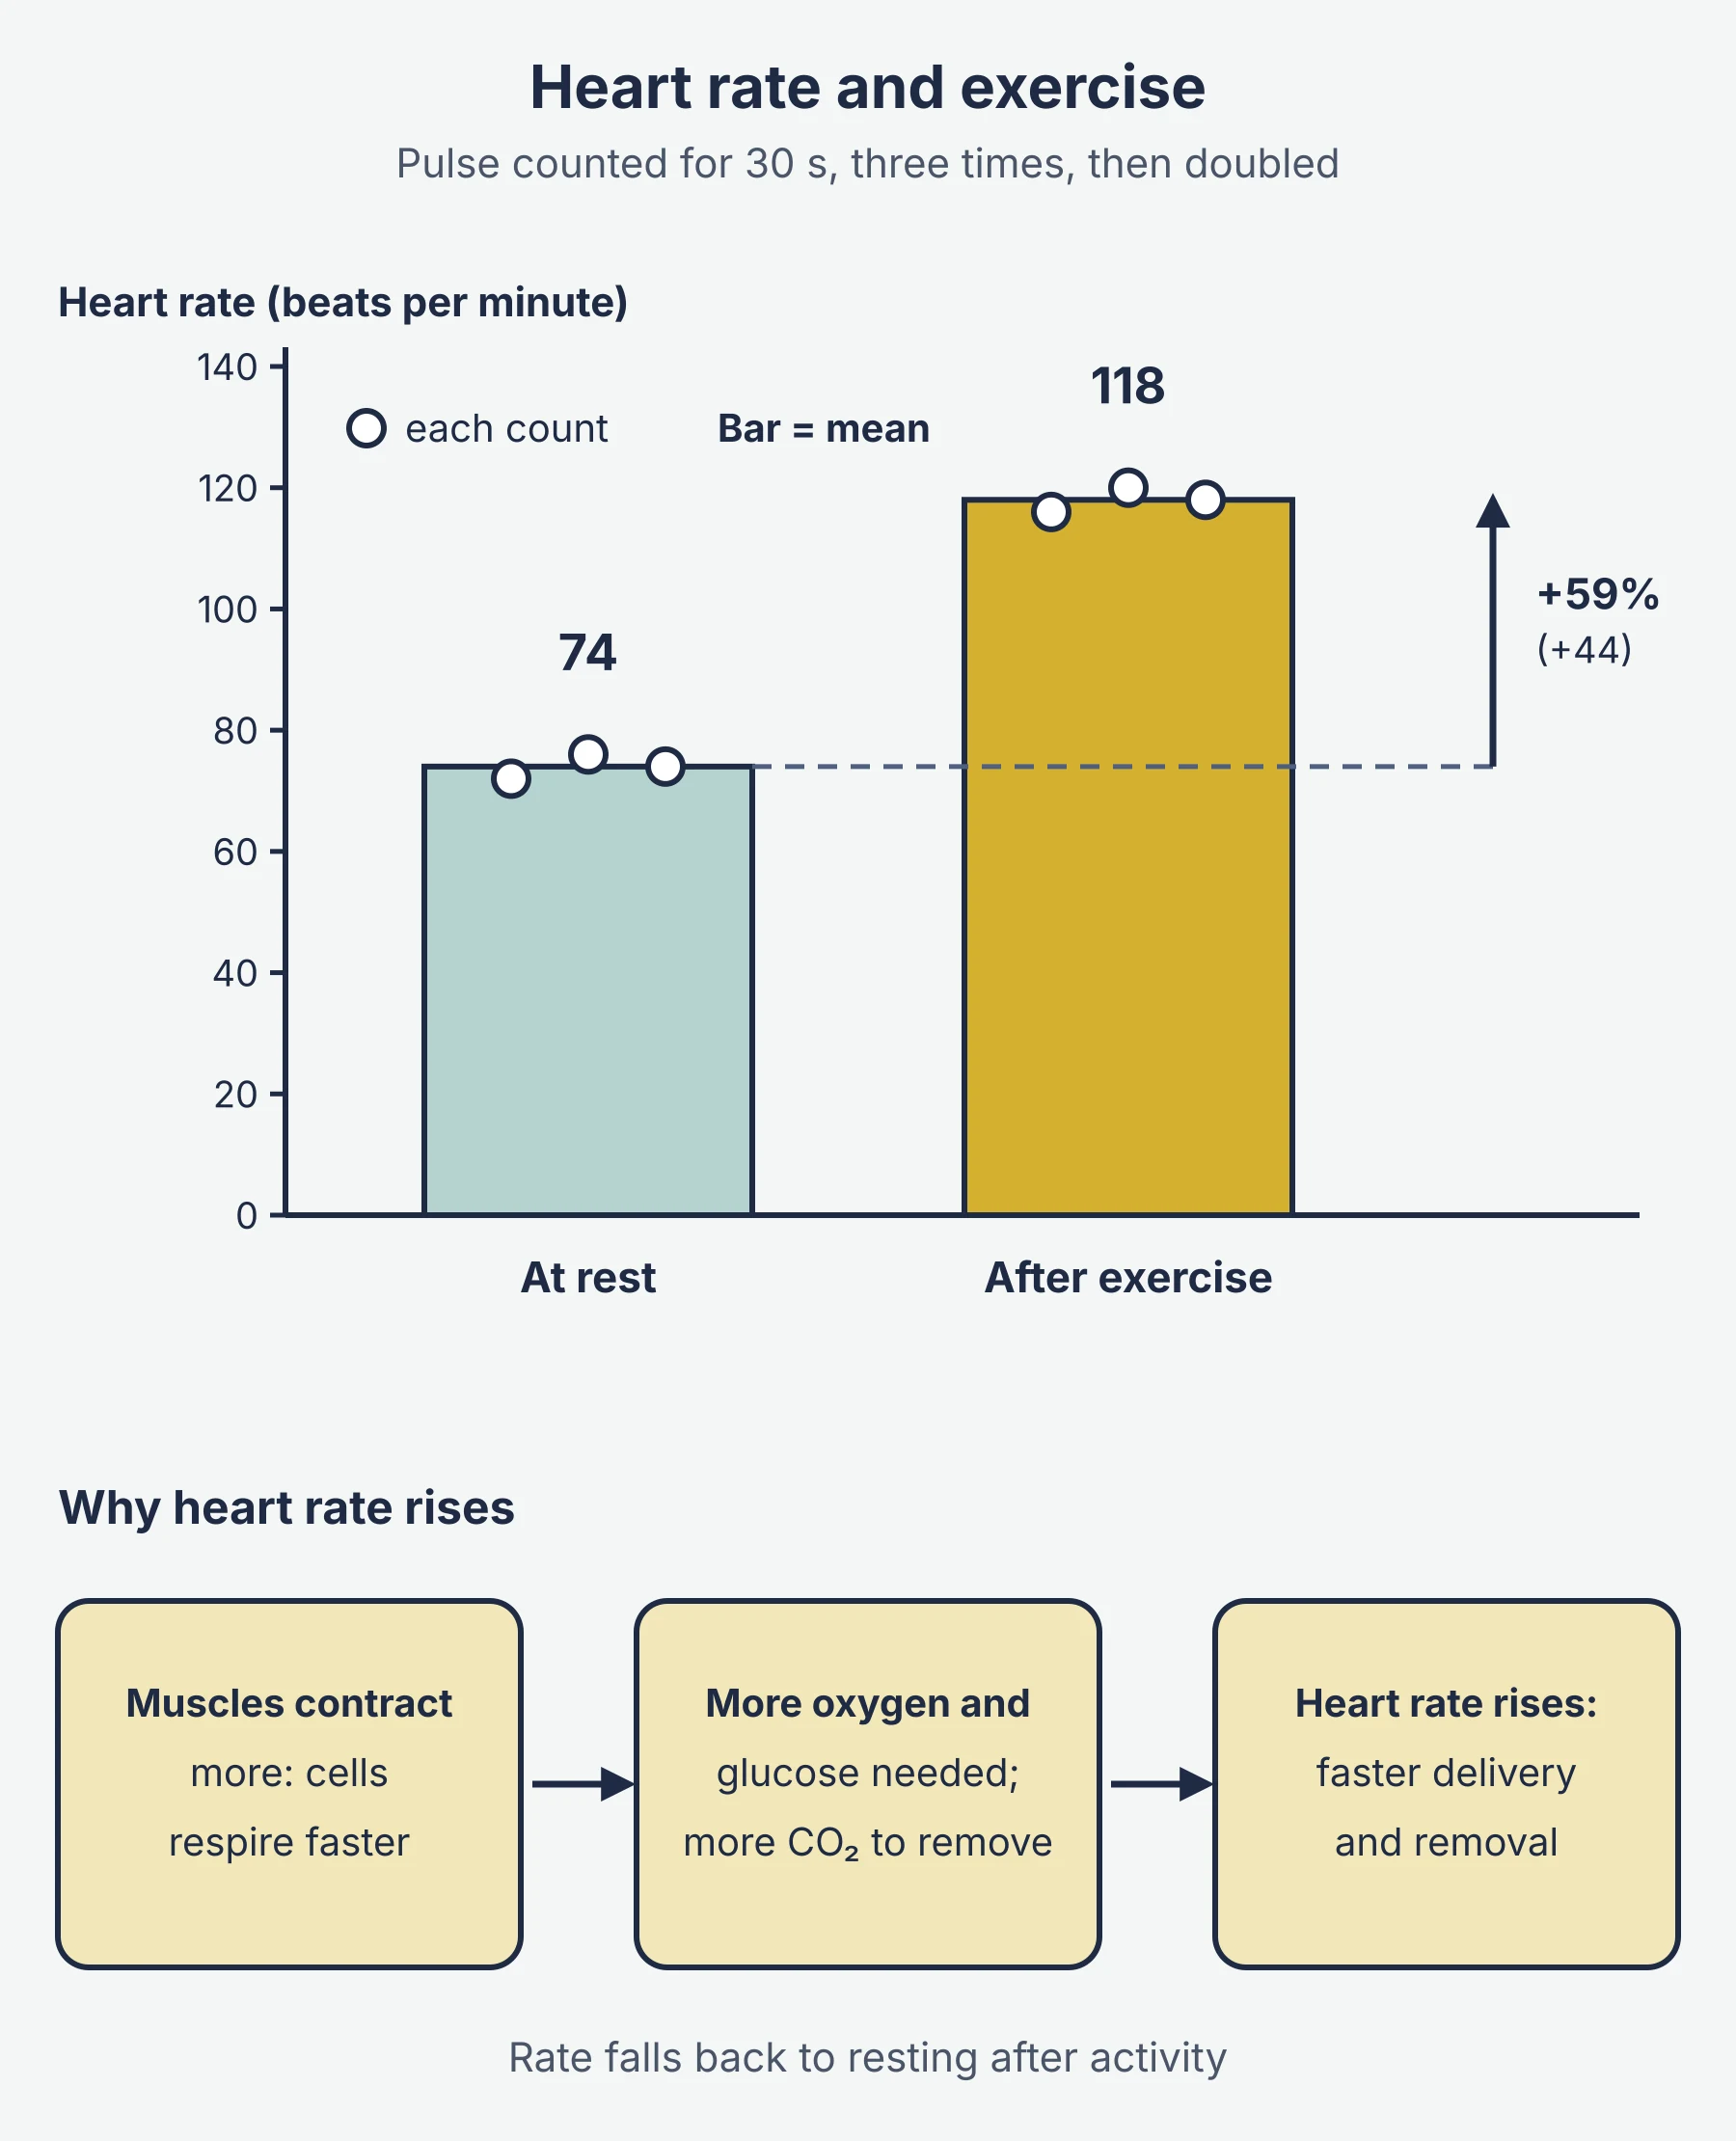 Heart rate and exercise
Pulse counted for 30 s, three times, then doubled
Heart rate (beats per minute)
140
118
each count
Bar = mean
120
+59%
100
(+44)
74
80
60
40
20
0
At rest
After exercise
Why heart rate rises
Muscles contract
more: cells
respire faster
More oxygen and
glucose needed;
more CO₂ to remove
Heart rate rises:
faster delivery
and removal
Rate falls back to resting after activity